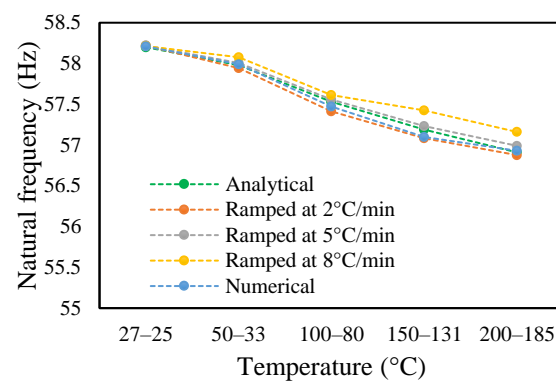 58.5
58
57.5
57
56.5
56
55.5
55
Natural frequency (Hz)
Analytical
Ramped at 2°C/min
Ramped at 5°C/min
Ramped at 8°C/min
Numerical
27–25 50–33 100–80 150–131 200–185
Temperature (°C)